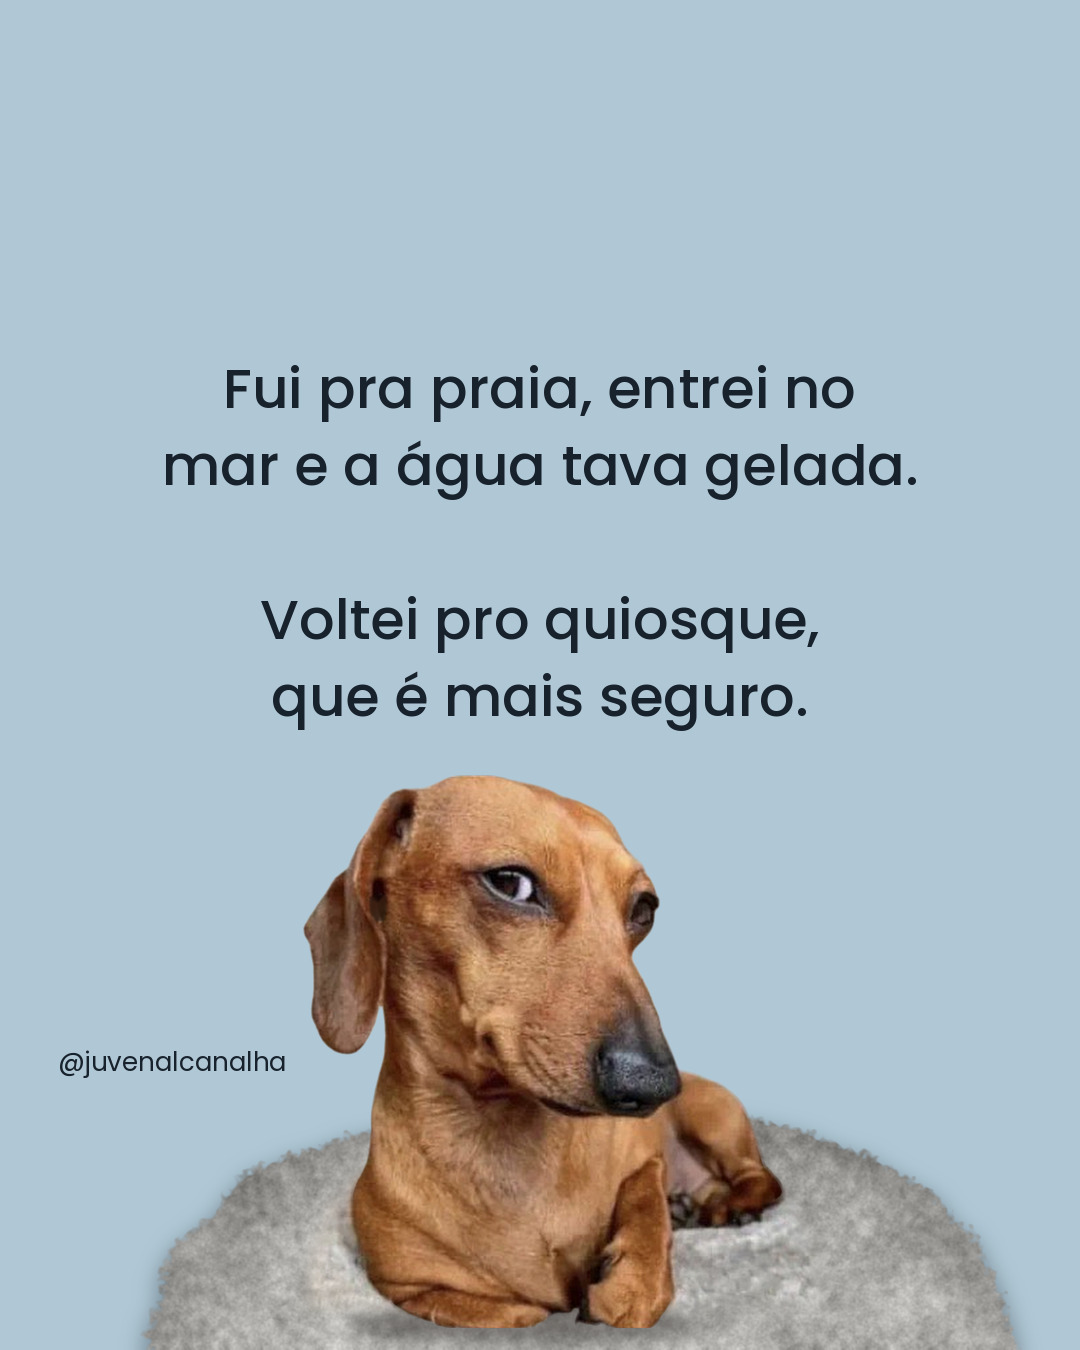 Fui pra praia, entrei no
mar e a água tava gelada.
Voltei pro quiosque,
que é mais seguro.
@juvenalcanalha